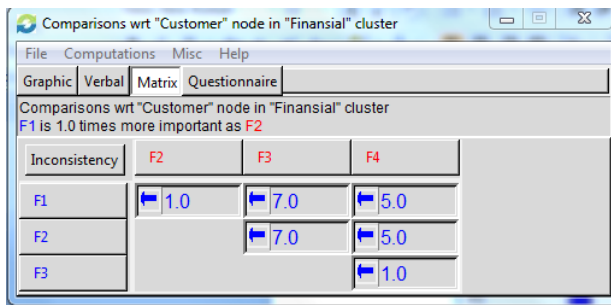 Comparisons wrt "Customer" node in "Finansial" cluster
File Computations Misc Help
Graphic Verbal Matrix Questionnaire
Comparisons wrt "Customer" node in "Finansial" cluster
F1 is 1.0 times more important as F2
Inconsistency F2 F3 F4
F1 1.0 7.0 5.0
F2 7.0 5.0
F3 1.0